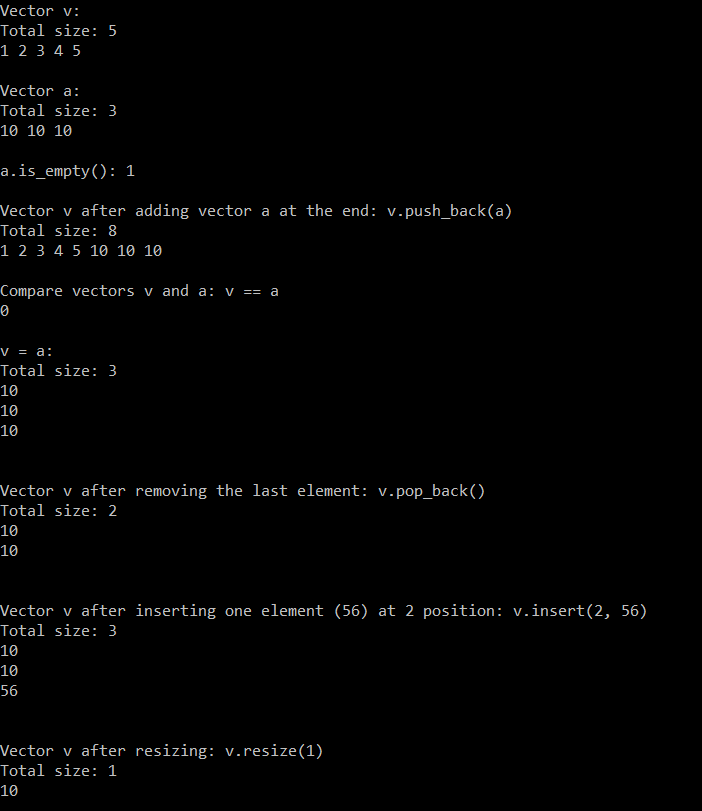 Vector v:
Total size: 5
1 2 3 4 5
Vector a:
Total size: 3
10 10 10
a.is_empty(): 1
Vector v after adding vector a at the end: v.push_back(a)
Total size: 8
1 2 3 4 5 10 10 10
Compare vectors v and a: v == a
0
v = a:
Total size: 3
10
10
10
Vector v after removing the last element: v.pop_back()
Total size: 2
10
10
Vector v after inserting one element (56) at 2 position: v.insert(2, 56)
Total size: 3
10
10
56
Vector v after resizing: v.resize(1)
Total size: 1
10